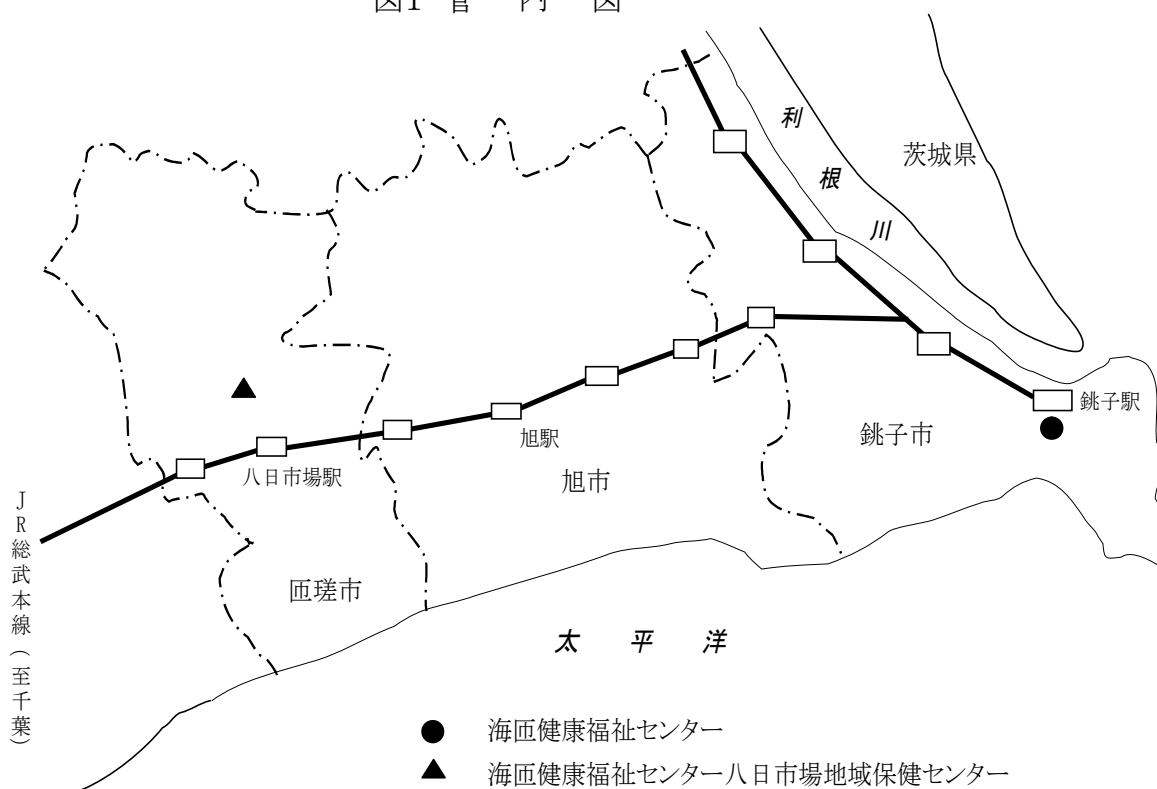 図1 管 内 図
利根川
茨城県
銚子駅
銚子市
旭駅
旭市
八日市場駅
匝瑳市
JR総武本線(至千葉)
太 平 洋
● 海匝健康福祉センター
▲ 海匝健康福祉センター八日市場地域保健センター